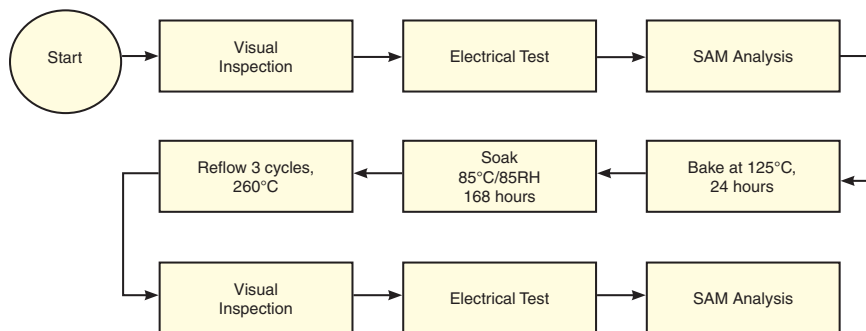 Start
Visual
Inspection
Electrical Test
SAM Analysis
Reflow 3 cycles,
260°C
Soak
85°C/85RH
168 hours
Bake at 125°C,
24 hours
Visual
Inspection
Electrical Test
SAM Analysis